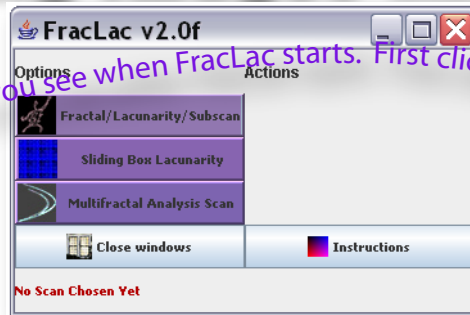 FracLac v2.0f
ou see when FracLac starts. First clic
Options Actions
Fractal/Lacunarity/Subscan
Sliding Box Lacunarity
Multifractal Analysis Scan
Close windows Instructions
No Scan Chosen Yet